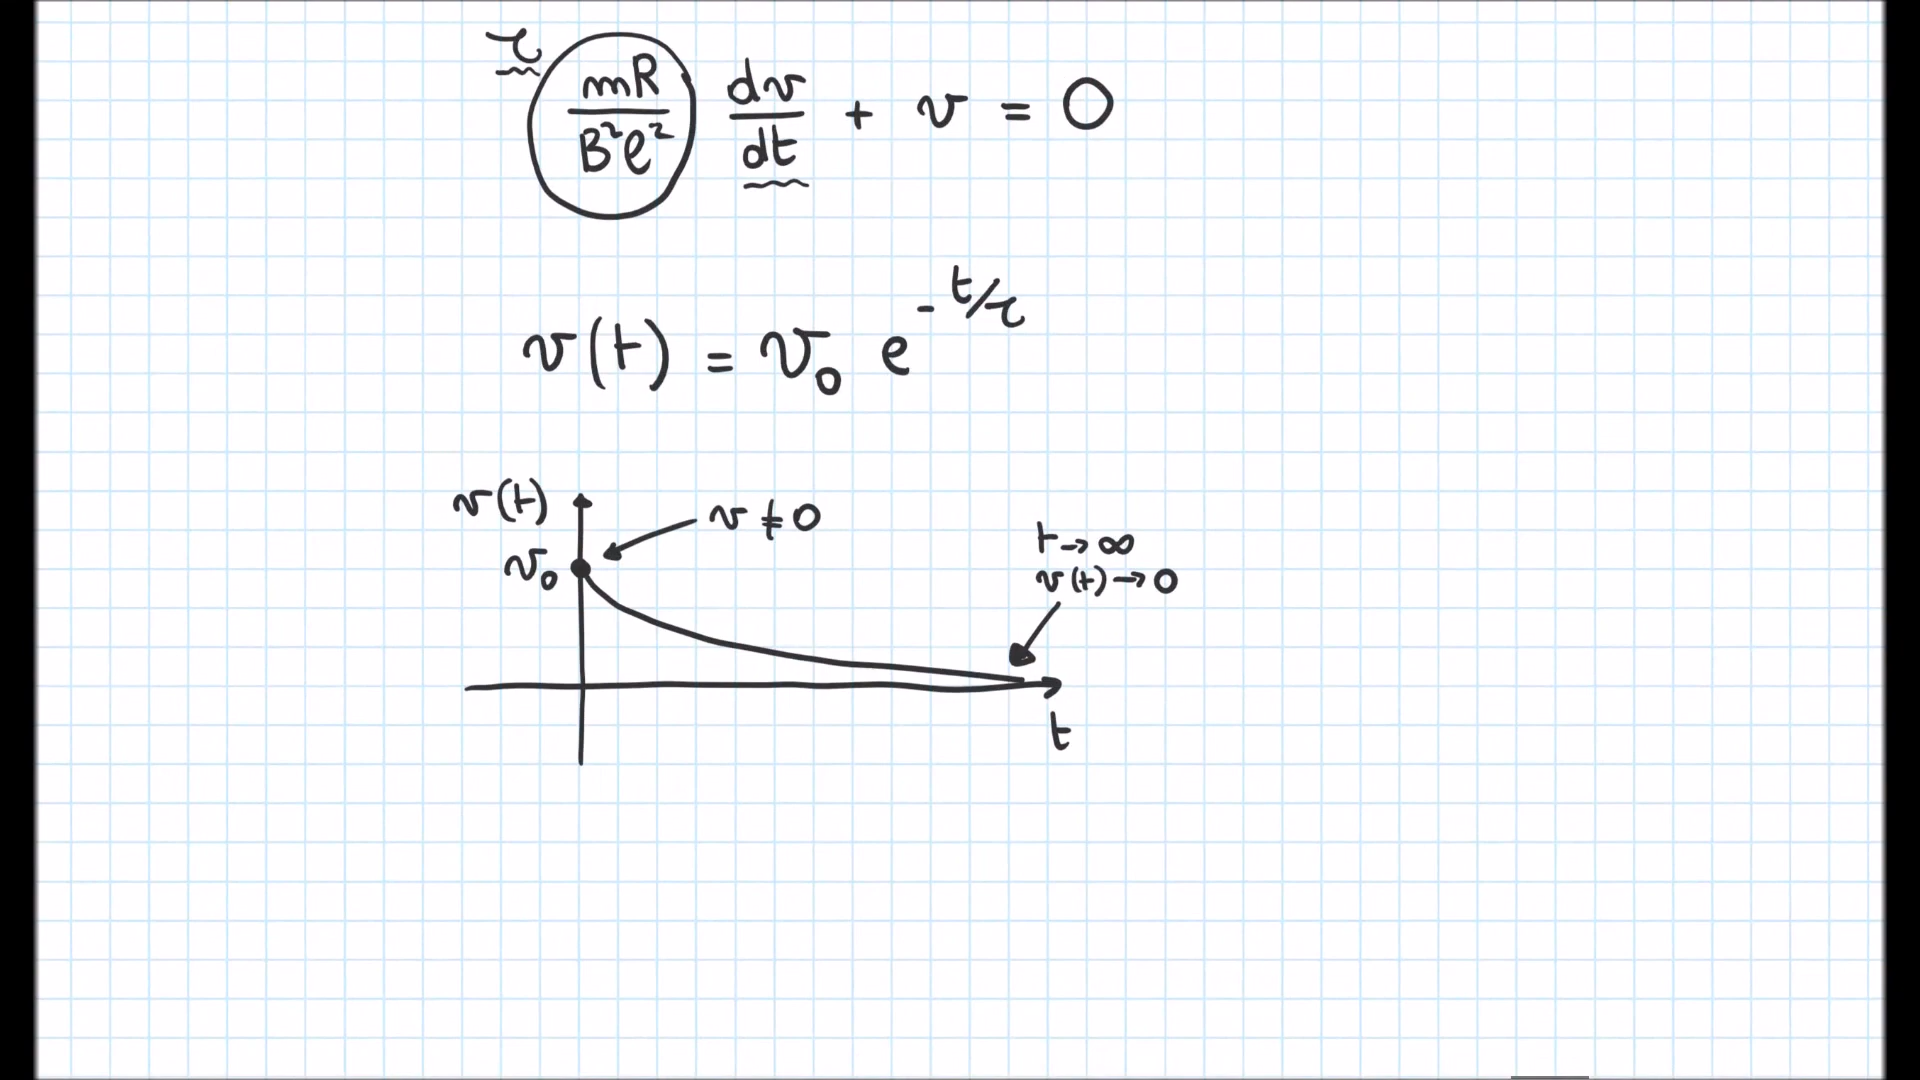 τ
mR/B²ℓ² dv/dt + v = 0
v(t) = v₀ e^(-t/τ)
v(t)
v₀
v ≠ 0
t → ∞
v(t) → 0
t